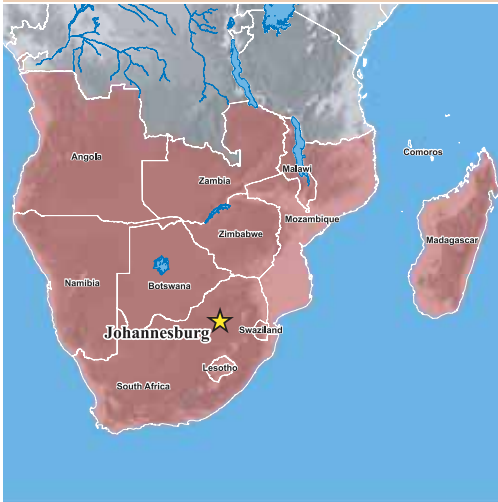 Angola
Comoros
Malawi
Zambia
Mozambique
Zimbabwe
Madagascar
Namibia
Botswana
Johannesburg
Swaziland
Lesotho
South Africa